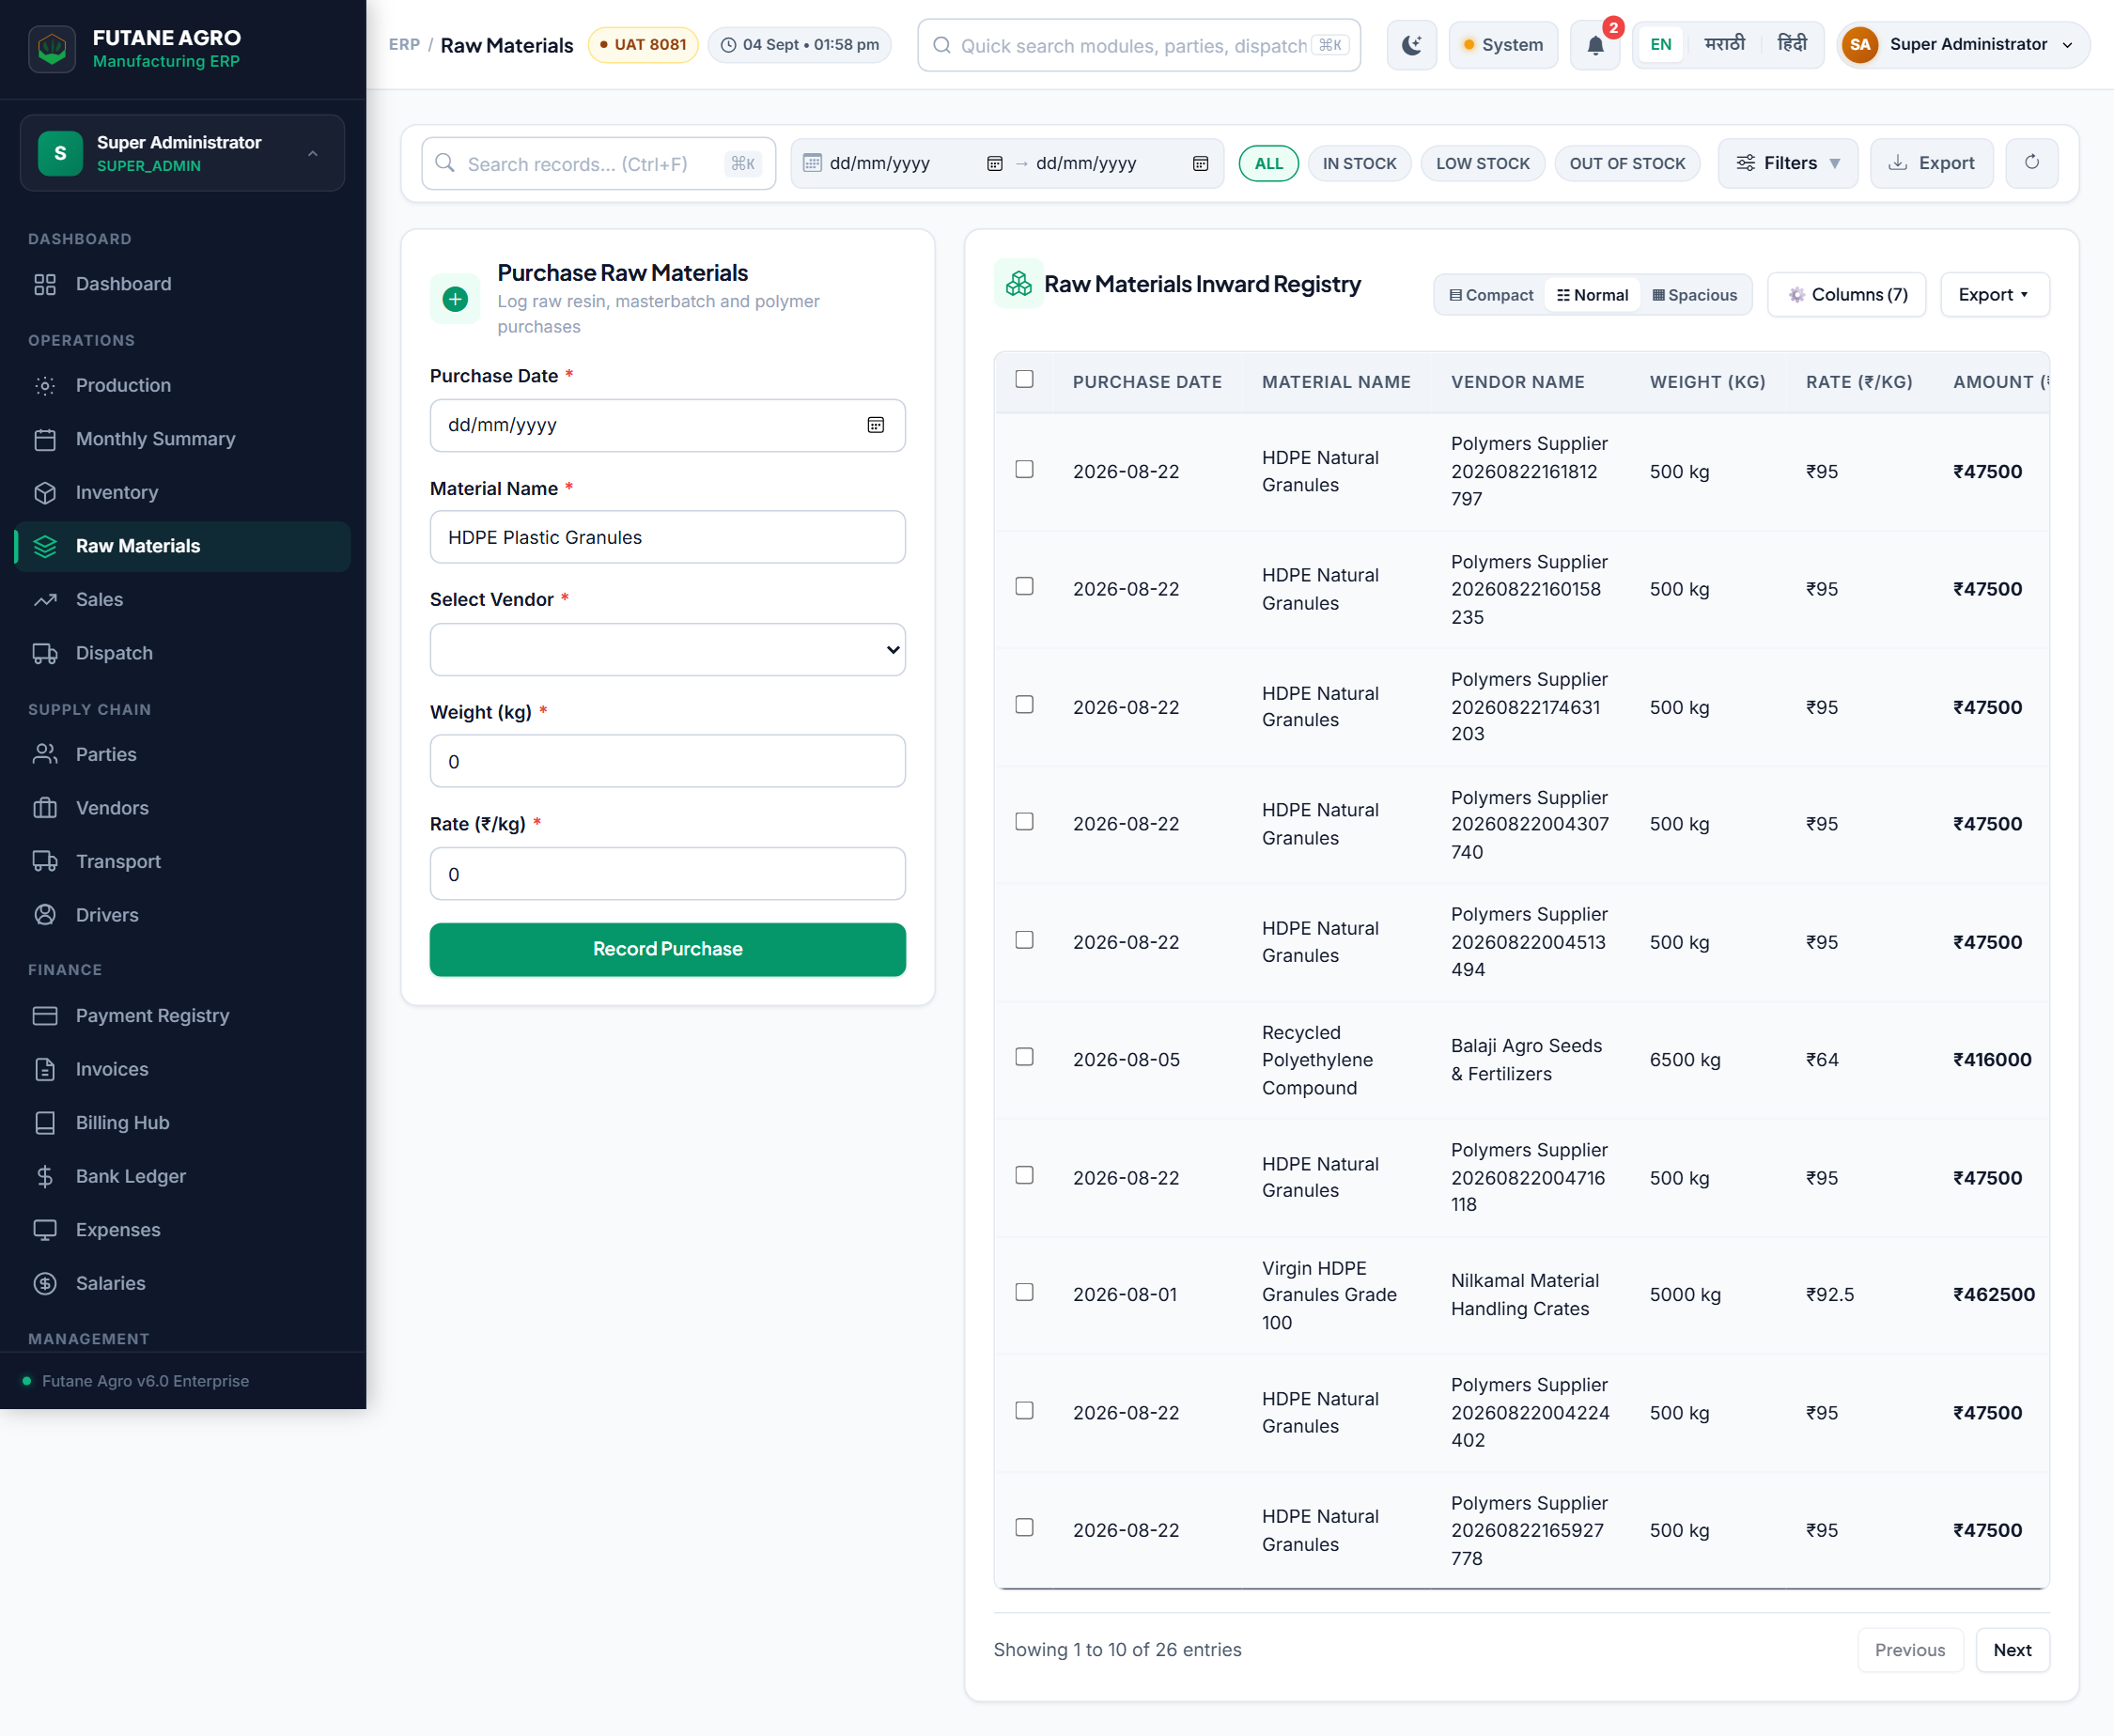 FUTANE AGRO
Manufacturing ERP
S
Super Administrator
SUPER_ADMIN
DASHBOARD
Dashboard
OPERATIONS
Production
Monthly Summary
Inventory
Raw Materials
Sales
Dispatch
SUPPLY CHAIN
Parties
Vendors
Transport
Drivers
FINANCE
Payment Registry
Invoices
Billing Hub
Bank Ledger
Expenses
Salaries
MANAGEMENT
Futane Agro v6.0 Enterprise
ERP / Raw Materials
UAT 8081
04 Sept • 01:58 pm
Quick search modules, parties, dispatch ⌘K
System
2
EN मराठी हिंदी
SA Super Administrator
Search records... (Ctrl+F) ⌘K
dd/mm/yyyy → dd/mm/yyyy
ALL IN STOCK LOW STOCK OUT OF STOCK
Filters ▼
Export
Purchase Raw Materials
Log raw resin, masterbatch and polymer
purchases
Purchase Date *
dd/mm/yyyy
Material Name *
HDPE Plastic Granules
Select Vendor *
Weight (kg) *
0
Rate (₹/kg) *
0
Record Purchase
Raw Materials Inward Registry
Compact Normal Spacious
Columns (7)
Export ▾
PURCHASE DATE MATERIAL NAME VENDOR NAME WEIGHT (KG) RATE (₹/KG) AMOUNT (₹
2026-08-22 HDPE Natural Granules Polymers Supplier 20260822161812 797 500 kg ₹95 ₹47500
2026-08-22 HDPE Natural Granules Polymers Supplier 20260822160158 235 500 kg ₹95 ₹47500
2026-08-22 HDPE Natural Granules Polymers Supplier 20260822174631 203 500 kg ₹95 ₹47500
2026-08-22 HDPE Natural Granules Polymers Supplier 20260822004307 740 500 kg ₹95 ₹47500
2026-08-22 HDPE Natural Granules Polymers Supplier 20260822004513 494 500 kg ₹95 ₹47500
2026-08-05 Recycled Polyethylene Compound Balaji Agro Seeds & Fertilizers 6500 kg ₹64 ₹416000
2026-08-22 HDPE Natural Granules Polymers Supplier 20260822004716 118 500 kg ₹95 ₹47500
2026-08-01 Virgin HDPE Granules Grade 100 Nilkamal Material Handling Crates 5000 kg ₹92.5 ₹462500
2026-08-22 HDPE Natural Granules Polymers Supplier 20260822004224 402 500 kg ₹95 ₹47500
2026-08-22 HDPE Natural Granules Polymers Supplier 20260822165927 778 500 kg ₹95 ₹47500
Showing 1 to 10 of 26 entries
Previous Next